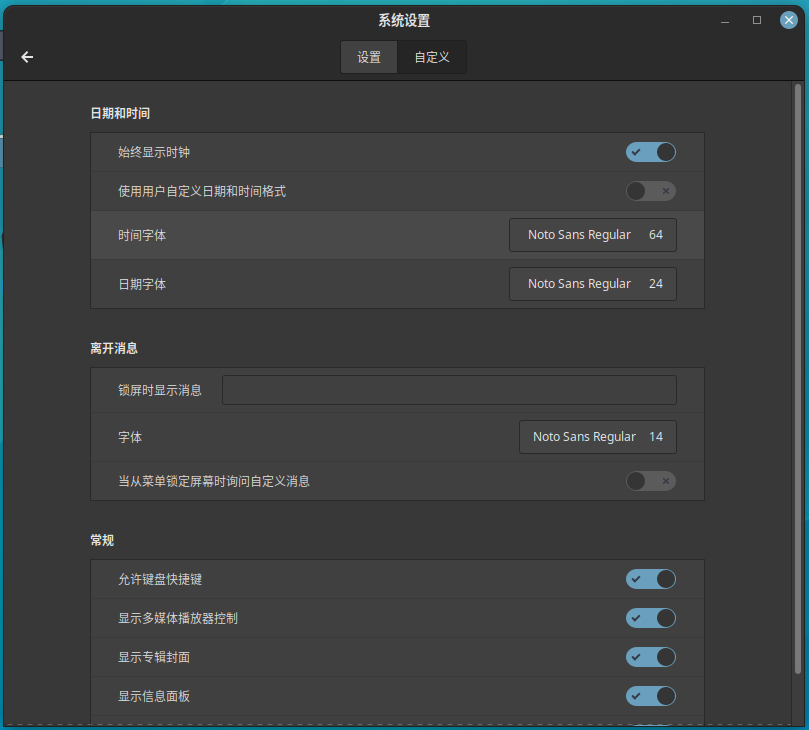 系统设置
设置 自定义
日期和时间
始终显示时钟
使用用户自定义日期和时间格式
时间字体 Noto Sans Regular 64
日期字体 Noto Sans Regular 24
离开消息
锁屏时显示消息
字体 Noto Sans Regular 14
当从菜单锁定屏幕时询问自定义消息
常规
允许键盘快捷键
显示多媒体播放器控制
显示专辑封面
显示信息面板